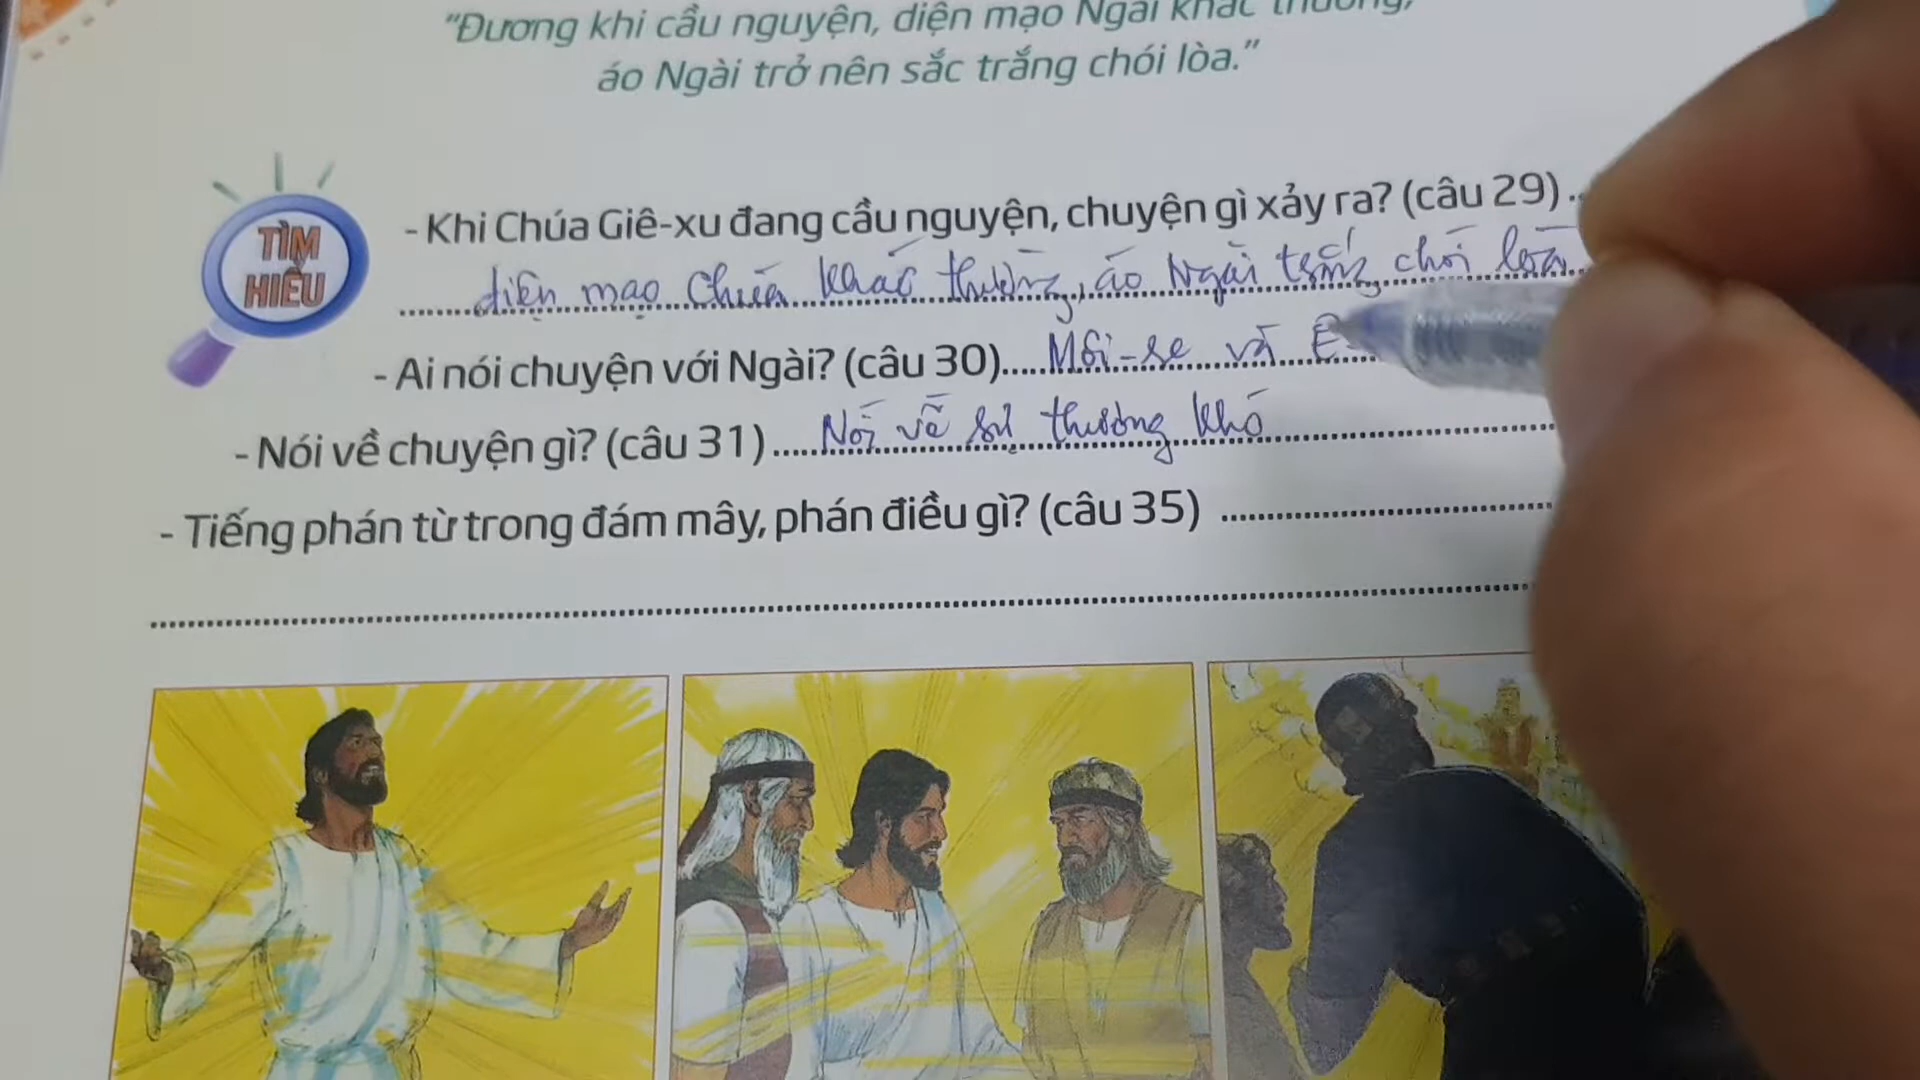 "Đương khi cầu nguyện, diện mạo Ngài khác thường,
áo Ngài trở nên sắc trắng chói lòa."
TÌM
HIỂU
- Khi Chúa Giê-xu đang cầu nguyện, chuyện gì xảy ra? (câu 29)
diện mạo Chúa khác thường, áo Ngài trắng chói loà
- Ai nói chuyện với Ngài? (câu 30) Môi-se và Ê
- Nói về chuyện gì? (câu 31) Nói về sự thương khó
- Tiếng phán từ trong đám mây, phán điều gì? (câu 35)